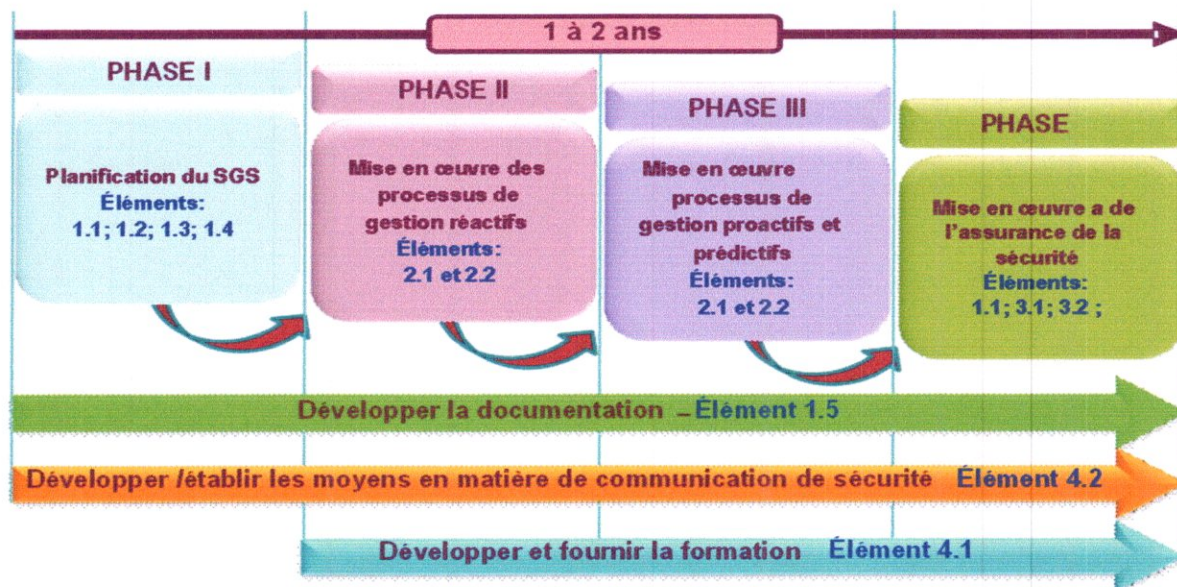 1 à 2 ans
PHASE I
Planification du SGS
Éléments:
1.1; 1.2; 1.3; 1.4
PHASE II
Mise en œuvre des
processus de
gestion réactifs
Éléments:
2.1 et 2.2
PHASE III
Mise en œuvre
processus de
gestion proactifs et
prédictifs
Éléments:
2.1 et 2.2
PHASE
Mise en œuvre a de
l'assurance de la
sécurité
Éléments:
1.1; 3.1; 3.2 ;
Développer la documentation – Élément 1.5
Développer /établir les moyens en matière de communication de sécurité Élément 4.2
Développer et fournir la formation Élément 4.1